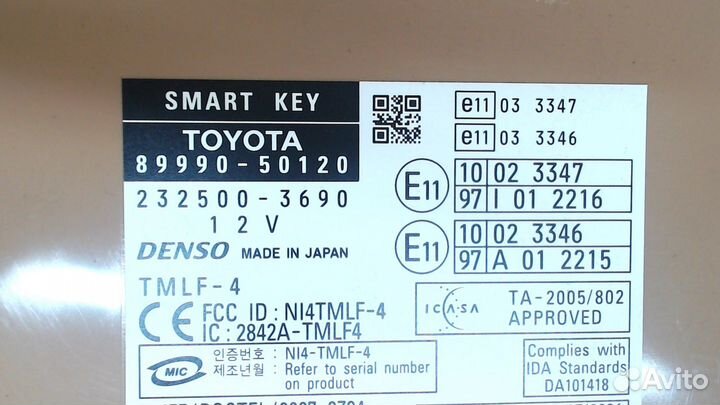 SMART KEY
TOYOTA
89990-50120
232500-3690
12V
DENSO MADE IN JAPAN
TMLF-4
CE FCC ID : NI4TMLF-4
IC : 2842A-TMLF4
MIC 인증번호 : NI4-TMLF-4
제조년월 : Refer to serial number
on product
e11 03 3347
e11 03 3346
E11 10 02 3347
97 I 01 2216
E11 10 02 3346
97 A 01 2215
ICASA TA-2005/802
APPROVED
Complies with
IDA Standards
DA101418
Avito